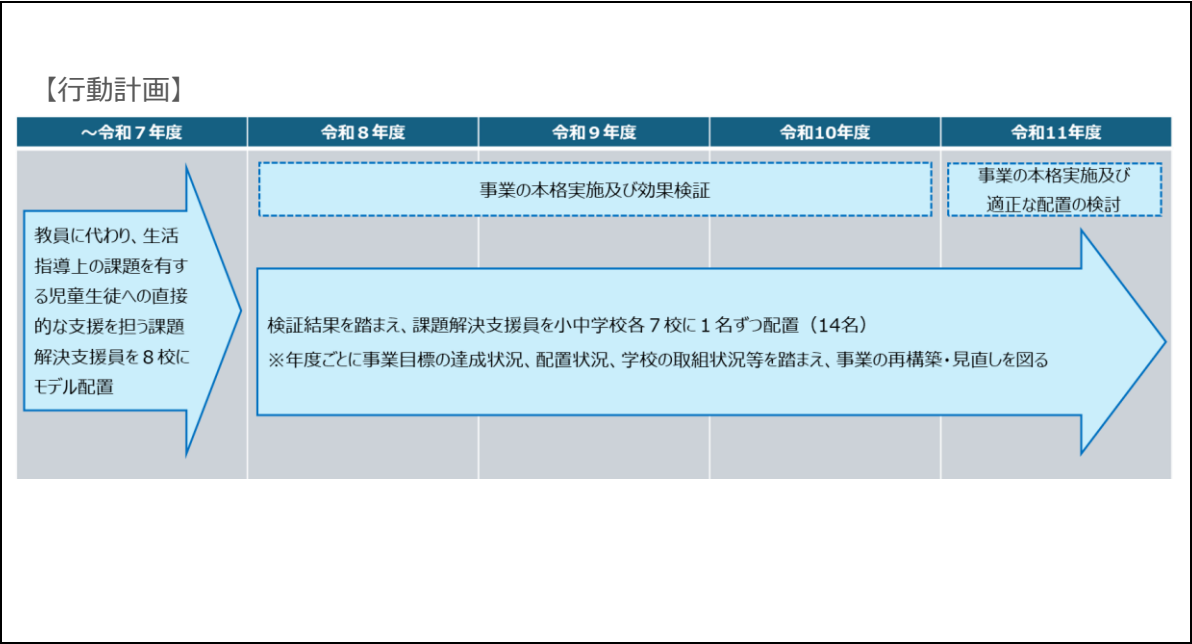 【行動計画】
～令和７年度
令和８年度
令和９年度
令和10年度
令和11年度
教員に代わり、生活
指導上の課題を有す
る児童生徒への直接
的な支援を担う課題
解決支援員を８校に
モデル配置
事業の本格実施及び効果検証
事業の本格実施及び
適正な配置の検討
検証結果を踏まえ、課題解決支援員を小中学校各７校に１名ずつ配置（14名）
※年度ごとに事業目標の達成状況、配置状況、学校の取組状況等を踏まえ、事業の再構築・見直しを図る